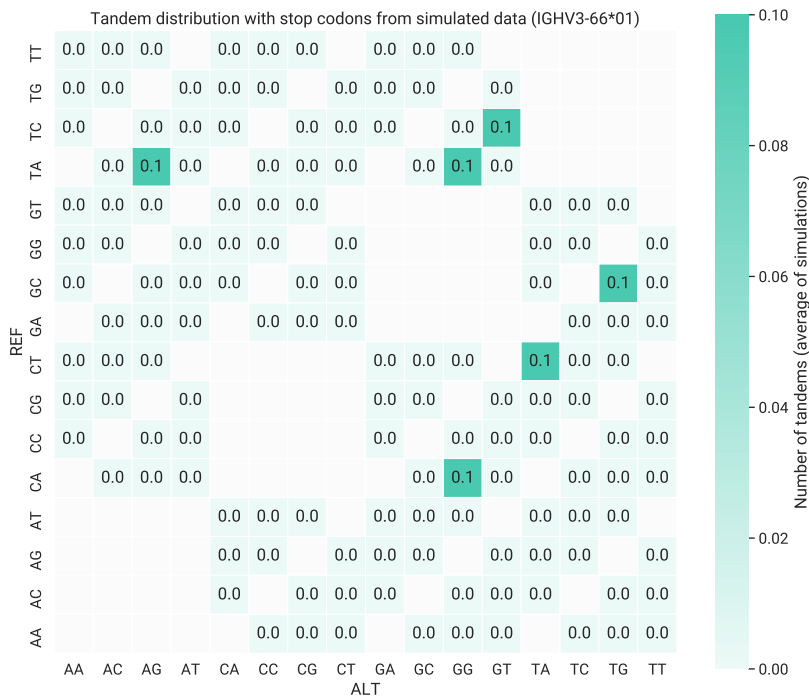 Tandem distribution with stop codons from simulated data (IGHV3-66*01)
TT 0.0 0.0 0.0 0.0 0.0 0.0 0.0 0.0 0.0
TG 0.0 0.0 0.0 0.0 0.0 0.0 0.0 0.0 0.0
TC 0.0 0.0 0.0 0.0 0.0 0.0 0.0 0.0 0.1
TA 0.0 0.1 0.0 0.0 0.0 0.0 0.0 0.1 0.0
GT 0.0 0.0 0.0 0.0 0.0 0.0 0.0 0.0 0.0
GG 0.0 0.0 0.0 0.0 0.0 0.0 0.0 0.0 0.0
GC 0.0 0.0 0.0 0.0 0.0 0.0 0.0 0.1 0.0
GA 0.0 0.0 0.0 0.0 0.0 0.0 0.0 0.0 0.0
CT 0.0 0.0 0.0 0.0 0.0 0.0 0.1 0.0 0.0
CG 0.0 0.0 0.0 0.0 0.0 0.0 0.0 0.0 0.0
CC 0.0 0.0 0.0 0.0 0.0 0.0 0.0 0.0 0.0
CA 0.0 0.0 0.0 0.0 0.1 0.0 0.0 0.0 0.0
AT 0.0 0.0 0.0 0.0 0.0 0.0 0.0 0.0 0.0
AG 0.0 0.0 0.0 0.0 0.0 0.0 0.0 0.0 0.0
AC 0.0 0.0 0.0 0.0 0.0 0.0 0.0 0.0 0.0
AA 0.0 0.0 0.0 0.0 0.0 0.0 0.0 0.0 0.0
AA AC AG AT CA CC CG CT GA GC GG GT TA TC TG TT
ALT
REF
0.10
0.08
0.06
0.04
0.02
0.00
Number of tandems (average of simulations)